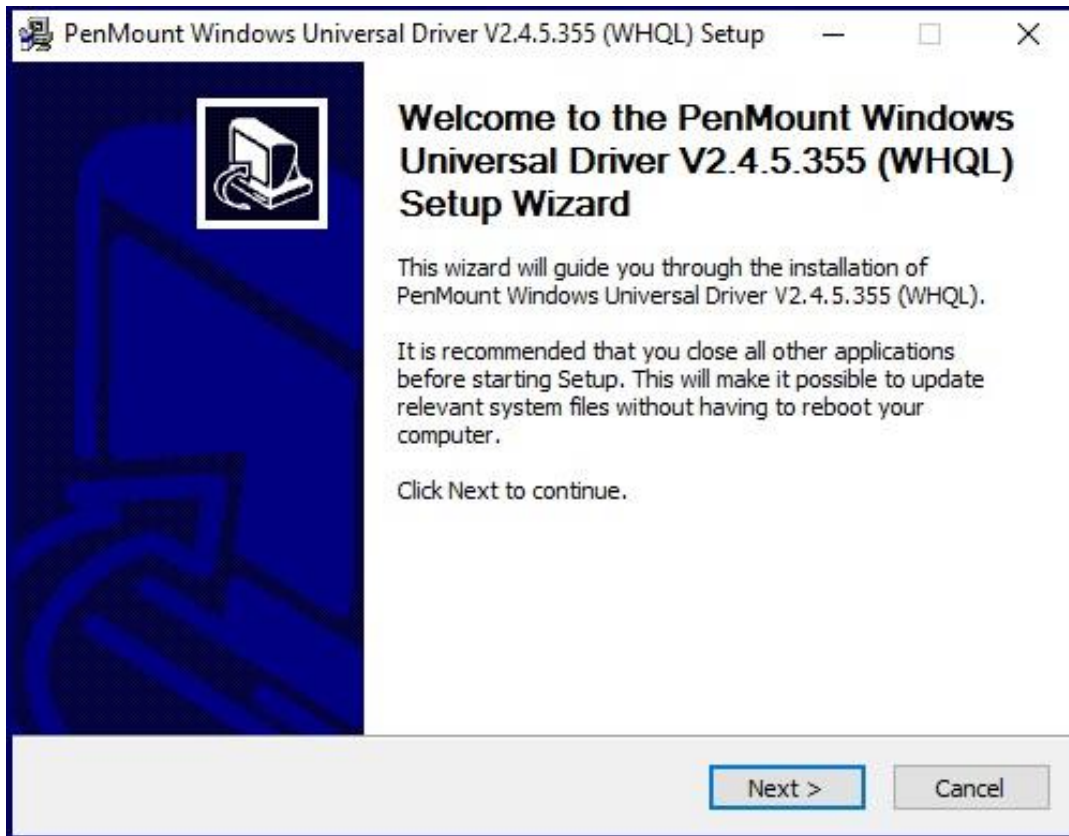 PenMount Windows Universal Driver V2.4.5.355 (WHQL) Setup
Welcome to the PenMount Windows
Universal Driver V2.4.5.355 (WHQL)
Setup Wizard
This wizard will guide you through the installation of
PenMount Windows Universal Driver V2.4.5.355 (WHQL).
It is recommended that you close all other applications
before starting Setup. This will make it possible to update
relevant system files without having to reboot your
computer.
Click Next to continue.
Next >
Cancel